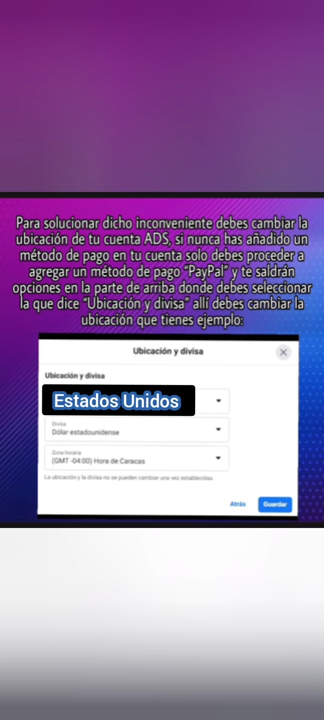 Para solucionar dicho inconveniente debes cambiar la
ubicación de tu cuenta ADS, si nunca has añadido un
método de pago en tu cuenta solo debes proceder a
agregar un método de pago "PayPal" y te saldrán
opciones en la parte de arriba donde debes seleccionar
la que dice "Ubicación y divisa" allí debes cambiar la
ubicación que tienes ejemplo:
Ubicación y divisa
Ubicación y divisa
Estados Unidos
Divisa
Dólar estadounidense
Zona horaria
(GMT -04:00) Hora de Caracas
La ubicación y la divisa no se pueden cambiar una vez establecidas.
Atrás
Guardar